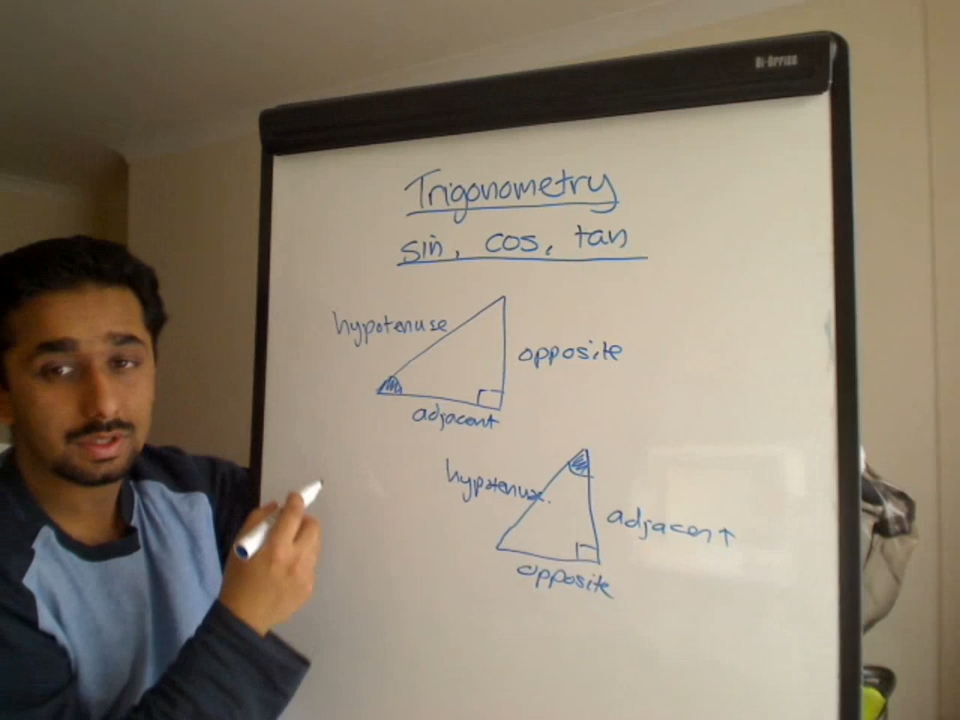 Bi-Office
Trigonometry
sin, cos, tan
hypotenuse
opposite
adjacent
hypotenuse.
adjacent
opposite